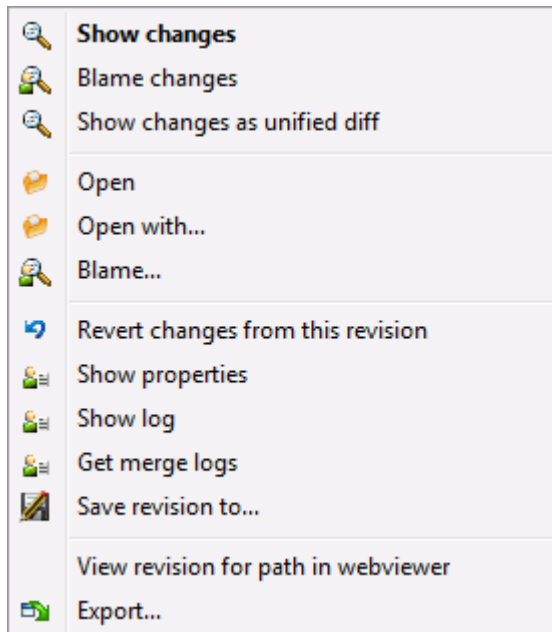 Show changes
Blame changes
Show changes as unified diff
Open
Open with...
Blame...
Revert changes from this revision
Show properties
Show log
Get merge logs
Save revision to...
View revision for path in webviewer
Export...